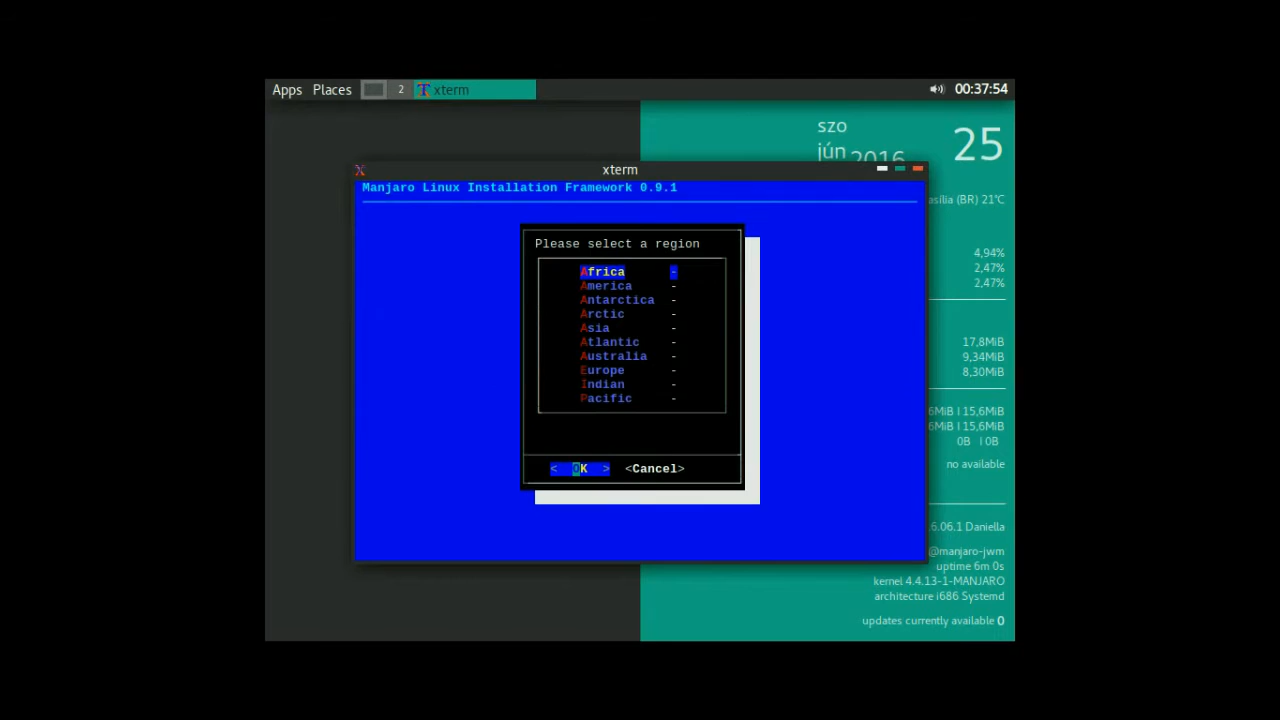 Apps Places 2 xterm 00:37:54
szo
25
jún 2016
xterm
Manjaro Linux Installation Framework 0.9.1
asília (BR) 21°C
Please select a region
4,94%
2,47%
2,47%
Africa -
America -
Antarctica -
Arctic -
Asia -
Atlantic -
Australia -
Europe -
Indian -
Pacific -
17,8MiB
9,34MiB
8,30MiB
6MiB | 15,6MiB
6MiB | 15,6MiB
0B | 0B
no available
< OK > <Cancel>
6.06.1 Daniella
@manjaro-jwm
uptime 6m 0s
kernel 4.4.13-1-MANJARO
architecture i686 Systemd
updates currently available 0